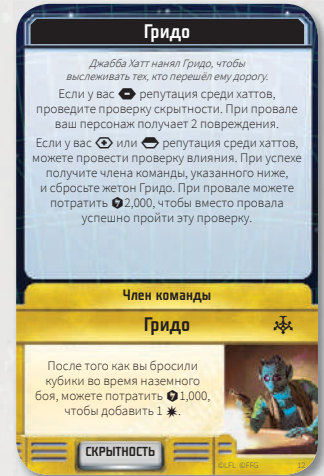 Гридо
Джабба Хатт нанял Гридо, чтобы
выслеживать тех, кто перешёл ему дорогу.
Если у вас репутация среди хаттов,
проведите проверку скрытности. При провале
ваш персонаж получает 2 повреждения.
Если у вас или репутация среди хаттов,
можете провести проверку влияния. При успехе
получите члена команды, указанного ниже,
и сбросьте жетон Гридо. При провале можете
потратить 2,000, чтобы вместо провала
успешно пройти эту проверку.
Член команды
Гридо
После того как вы бросили
кубики во время наземного
боя, можете потратить 1,000,
чтобы добавить 1.
СКРЫТНОСТЬ
©LFL ©FFG 12